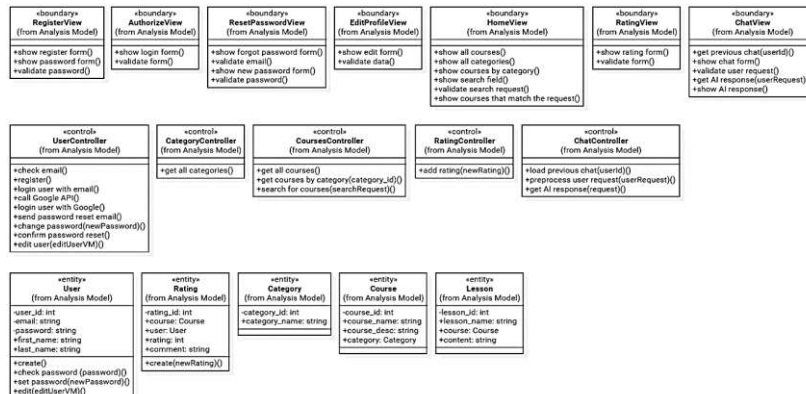 «boundary»
RegisterView
(from Analysis Model)
+show register form()
+show password form()
+validate password()
«boundary»
AuthorizeView
(from Analysis Model)
+show login form()
+validate form()
«boundary»
ResetPasswordView
(from Analysis Model)
+show forgot password form()
+validate email()
+show new password form()
+validate password()
«boundary»
EditProfileView
(from Analysis Model)
+show edit form()
+validate data()
«boundary»
HomeView
(from Analysis Model)
+show all courses()
+show all categories()
+show courses by category()
+show search field()
+validate search request()
+show courses that match the request()
«boundary»
RatingView
(from Analysis Model)
+show rating form()
+validate form()
«boundary»
ChatView
(from Analysis Model)
+get previous chat(userId)()
+show chat form()
+validate user request()
+get AI response(userRequest)()
+show AI response()
«control»
UserController
(from Analysis Model)
+check email()
+register()
+login user with email()
+call Google API()
+login user with Google()
+send password reset email()
+change password(newPassword)()
+confirm password reset()
+edit user(editUserVM)()
«control»
CategoryController
(from Analysis Model)
+get all categories()
«control»
CoursesController
(from Analysis Model)
+get all courses()
+get courses by category(category_id)()
+search for courses(searchRequest)()
«control»
RatingController
(from Analysis Model)
+add rating(newRating)()
«control»
ChatController
(from Analysis Model)
+load previous chat(userId)()
+preprocess user request(userRequest)()
+get AI response(request)()
«entity»
User
(from Analysis Model)
-user_id: int
-email: string
-password: string
+first_name: string
+last_name: string
+create()
+check password (password)()
+set password(newPassword)()
+edit(editUserVM)()
«entity»
Rating
(from Analysis Model)
-rating_id: int
+course: Course
+user: User
+rating: int
+comment: string
+create(newRating)()
«entity»
Category
(from Analysis Model)
-category_id: int
+category_name: string
«entity»
Course
(from Analysis Model)
-course_id: int
+course_name: string
+course_desc: string
+category: Category
«entity»
Lesson
(from Analysis Model)
-lesson_id: int
+lesson_name: string
+course: Course
+content: string